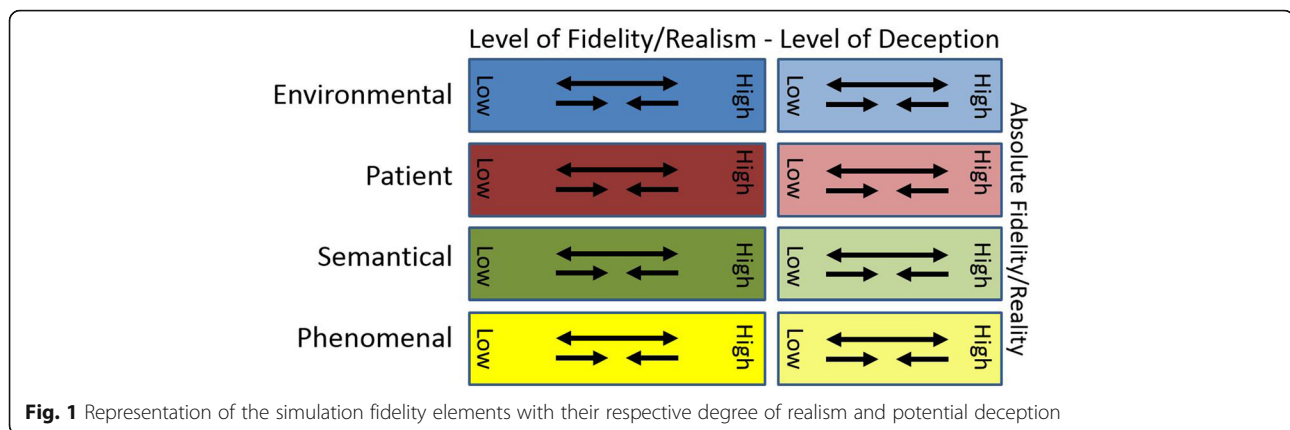 Level of Fidelity/Realism - Level of Deception
Environmental
Low
High
Low
High
Patient
Low
High
Low
High
Semantical
Low
High
Low
High
Phenomenal
Low
High
Low
High
Absolute Fidelity/Reality
Fig. 1 Representation of the simulation fidelity elements with their respective degree of realism and potential deception